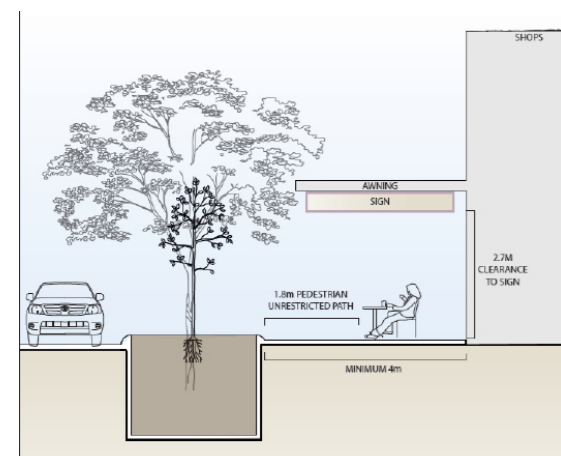 SHOPS
AWNING
SIGN
2.7M
CLEARANCE
TO SIGN
1.8m PEDESTRIAN
UNRESTRICTED PATH
MINIMUM 4m